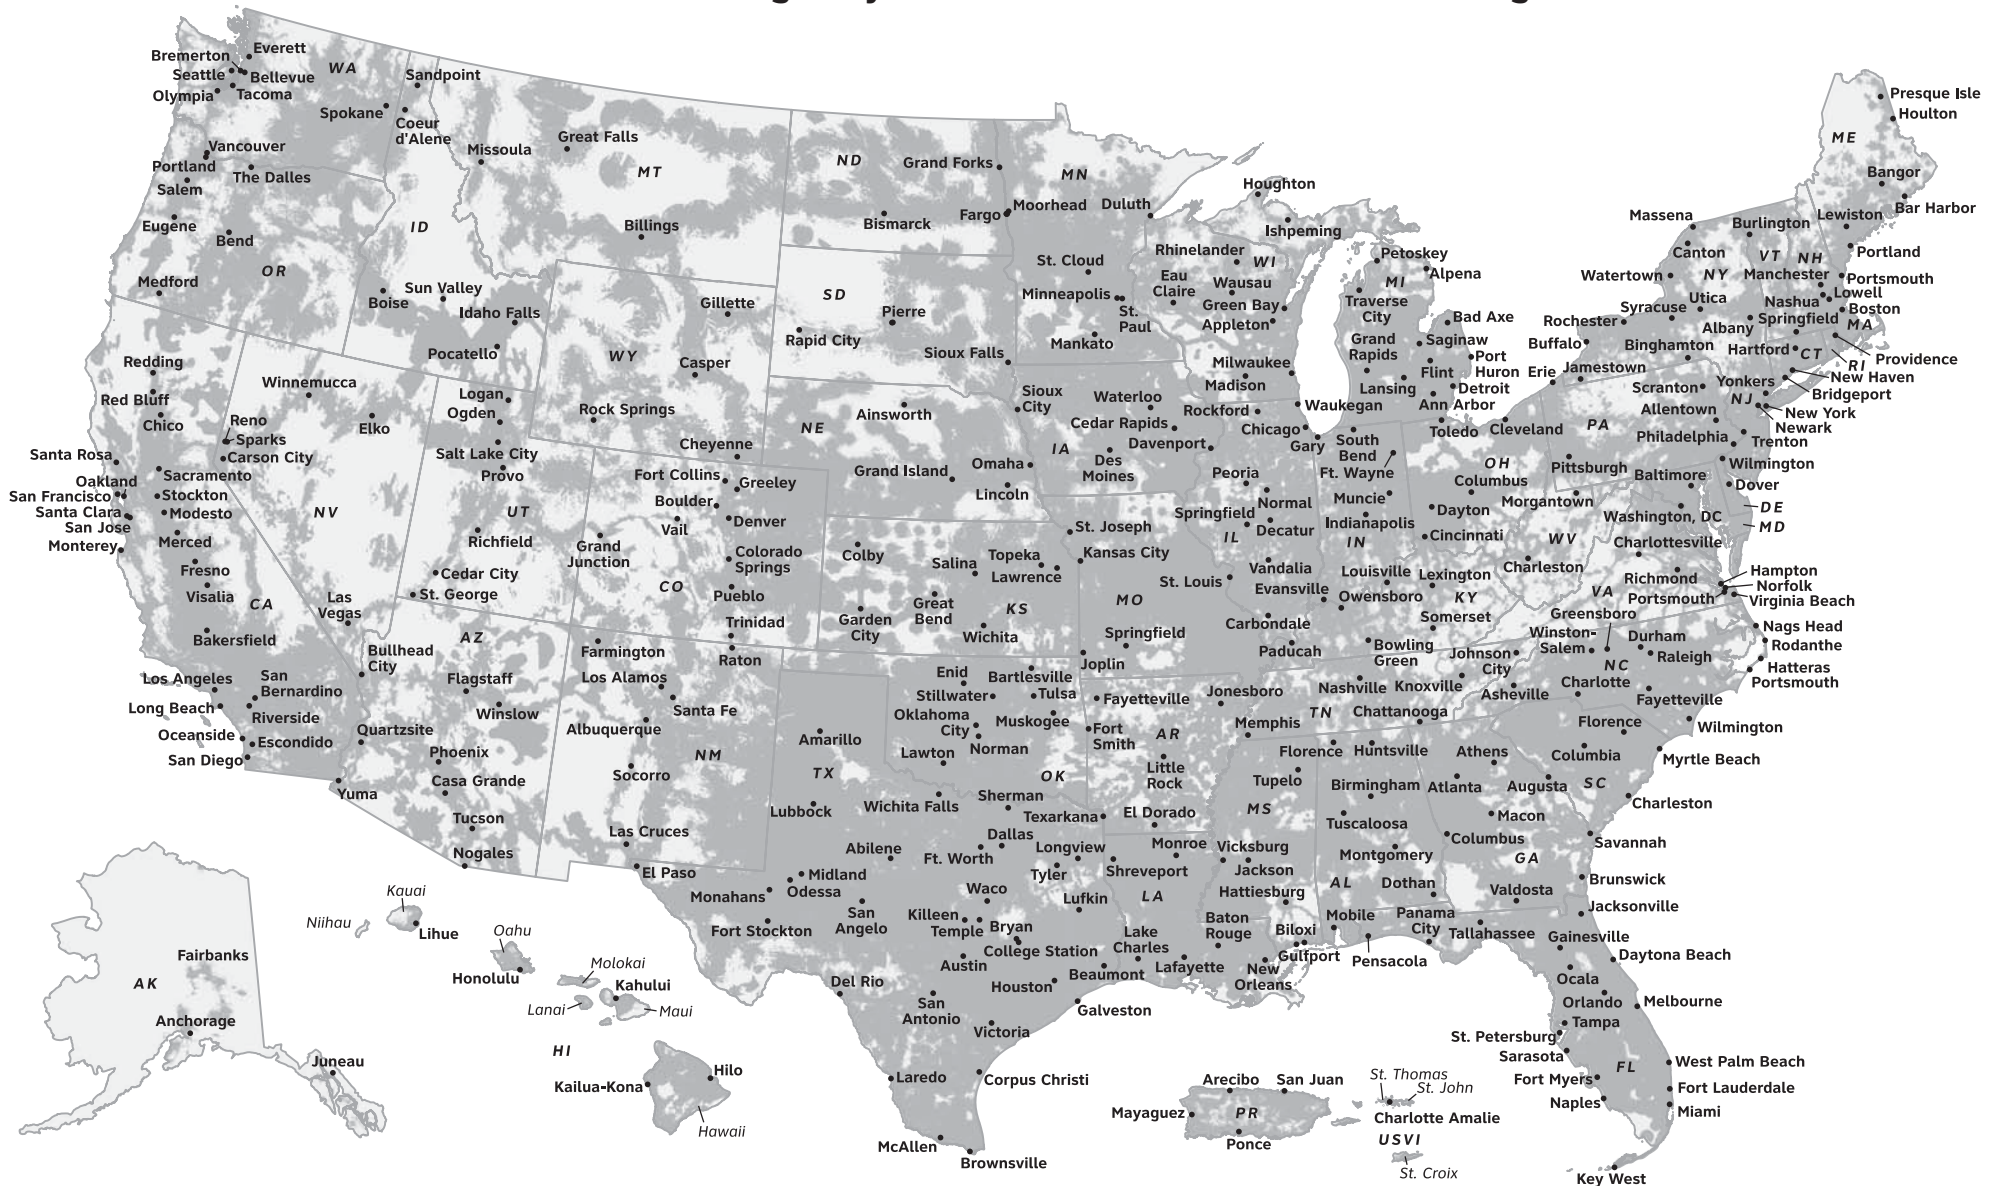 Everett
Bremerton
WA
Seattle
Bellevue
Olympia
Tacoma
Spokane
Sandpoint
Coeur
d'Alene
Vancouver
Portland
The Dalles
Salem
Eugene
Bend
OR
Medford
Missoula
Great Falls
MT
Billings
ID
Sun Valley
Boise
Idaho Falls
Pocatello
ND
Grand Forks
Bismarck
Fargo
Moorhead
MN
Duluth
St. Cloud
Minneapolis
St.
Paul
Mankato
SD
Pierre
Rapid City
Sioux Falls
Gillette
WY
Casper
Rock Springs
Cheyenne
Houghton
Ishpeming
Rhinelander
WI
Eau
Claire
Wausau
Green Bay
Appleton
Milwaukee
Madison
Petoskey
Alpena
MI
Traverse
City
Bad Axe
Grand
Rapids
Saginaw
Port
Huron
Flint
Lansing
Detroit
Ann Arbor
Presque Isle
Houlton
ME
Bangor
Bar Harbor
Lewiston
Portland
Massena
Burlington
Canton
VT
NH
Watertown
NY
Manchester
Portsmouth
Utica
Nashua
Lowell
Syracuse
Boston
Rochester
Albany
Springfield
MA
Buffalo
Binghamton
Hartford
CT
Providence
RI
Erie
Jamestown
New Haven
Scranton
Yonkers
Bridgeport
Allentown
NJ
New York
Newark
PA
Philadelphia
Trenton
Pittsburgh
Wilmington
Baltimore
Dover
Morgantown
DE
Washington, DC
MD
Redding
Red Bluff
Chico
Santa Rosa
Sacramento
Oakland
San Francisco
Stockton
Santa Clara
Modesto
San Jose
Monterey
Merced
Fresno
Visalia
CA
Bakersfield
Los Angeles
San
Bernardino
Long Beach
Riverside
Oceanside
Escondido
San Diego
Winnemucca
Reno
Sparks
Carson City
Elko
NV
Las
Vegas
Logan
Ogden
Salt Lake City
Provo
UT
Richfield
Cedar City
St. George
Fort Collins
Greeley
Boulder
Vail
Denver
Grand
Junction
Colorado
Springs
CO
Pueblo
Trinidad
Ainsworth
NE
Grand Island
Omaha
Lincoln
Sioux
City
Waterloo
Cedar Rapids
IA
Davenport
Des
Moines
Rockford
Waukegan
Chicago
Gary
Peoria
Normal
Springfield
Decatur
IL
Vandalia
Carbondale
South
Bend
Ft. Wayne
Muncie
Indianapolis
IN
Evansville
Toledo
Cleveland
OH
Columbus
Dayton
Cincinnati
WV
Charleston
Charlottesville
Hampton
Richmond
Norfolk
VA
Portsmouth
Virginia Beach
Louisville
Lexington
Owensboro
KY
Somerset
Paducah
Bowling
Green
Colby
Salina
Topeka
Lawrence
Garden
City
Great
Bend
KS
Wichita
St. Joseph
Kansas City
St. Louis
MO
Springfield
Joplin
Greensboro
Winston-
Salem
Durham
Raleigh
Nags Head
Rodanthe
Hatteras
Portsmouth
NC
Charlotte
Fayetteville
Asheville
Wilmington
Johnson
City
Nashville
Knoxville
TN
Chattanooga
Memphis
Bullhead
City
AZ
Flagstaff
Winslow
Quartzsite
Phoenix
Casa Grande
Yuma
Tucson
Nogales
Farmington
Raton
Los Alamos
Santa Fe
Albuquerque
NM
Socorro
Las Cruces
Enid
Bartlesville
Stillwater
Tulsa
Oklahoma
City
Muskogee
Norman
Lawton
OK
Fayetteville
Jonesboro
Fort
Smith
AR
Little
Rock
El Dorado
Amarillo
TX
Lubbock
Wichita Falls
Sherman
Texarkana
Dallas
Ft. Worth
Longview
Tyler
Abilene
El Paso
Midland
Odessa
Monahans
Waco
Lufkin
San
Angelo
Killeen
Temple
Bryan
College Station
Fort Stockton
Austin
Beaumont
Houston
Del Rio
San
Antonio
Galveston
Victoria
Laredo
Corpus Christi
McAllen
Brownsville
Monroe
Shreveport
LA
Baton
Rouge
Lake
Charles
Lafayette
New
Orleans
Tupelo
MS
Vicksburg
Jackson
Hattiesburg
Biloxi
Gulfport
Florence
Huntsville
Birmingham
Tuscaloosa
Montgomery
AL
Dothan
Mobile
Athens
Atlanta
Augusta
Macon
Columbus
GA
Valdosta
Savannah
Brunswick
Florence
Columbia
SC
Myrtle Beach
Charleston
Panama
City
Pensacola
Tallahassee
Jacksonville
Gainesville
Daytona Beach
Ocala
Orlando
Melbourne
Tampa
St. Petersburg
Sarasota
FL
West Palm Beach
Fort Myers
Fort Lauderdale
Naples
Miami
Key West
AK
Fairbanks
Anchorage
Juneau
Kauai
Niihau
Lihue
Oahu
Honolulu
Molokai
Kahului
Lanai
Maui
HI
Hilo
Kailua-Kona
Hawaii
Arecibo
San Juan
Mayaguez
PR
Ponce
St. Thomas
St. John
Charlotte Amalie
USVI
St. Croix